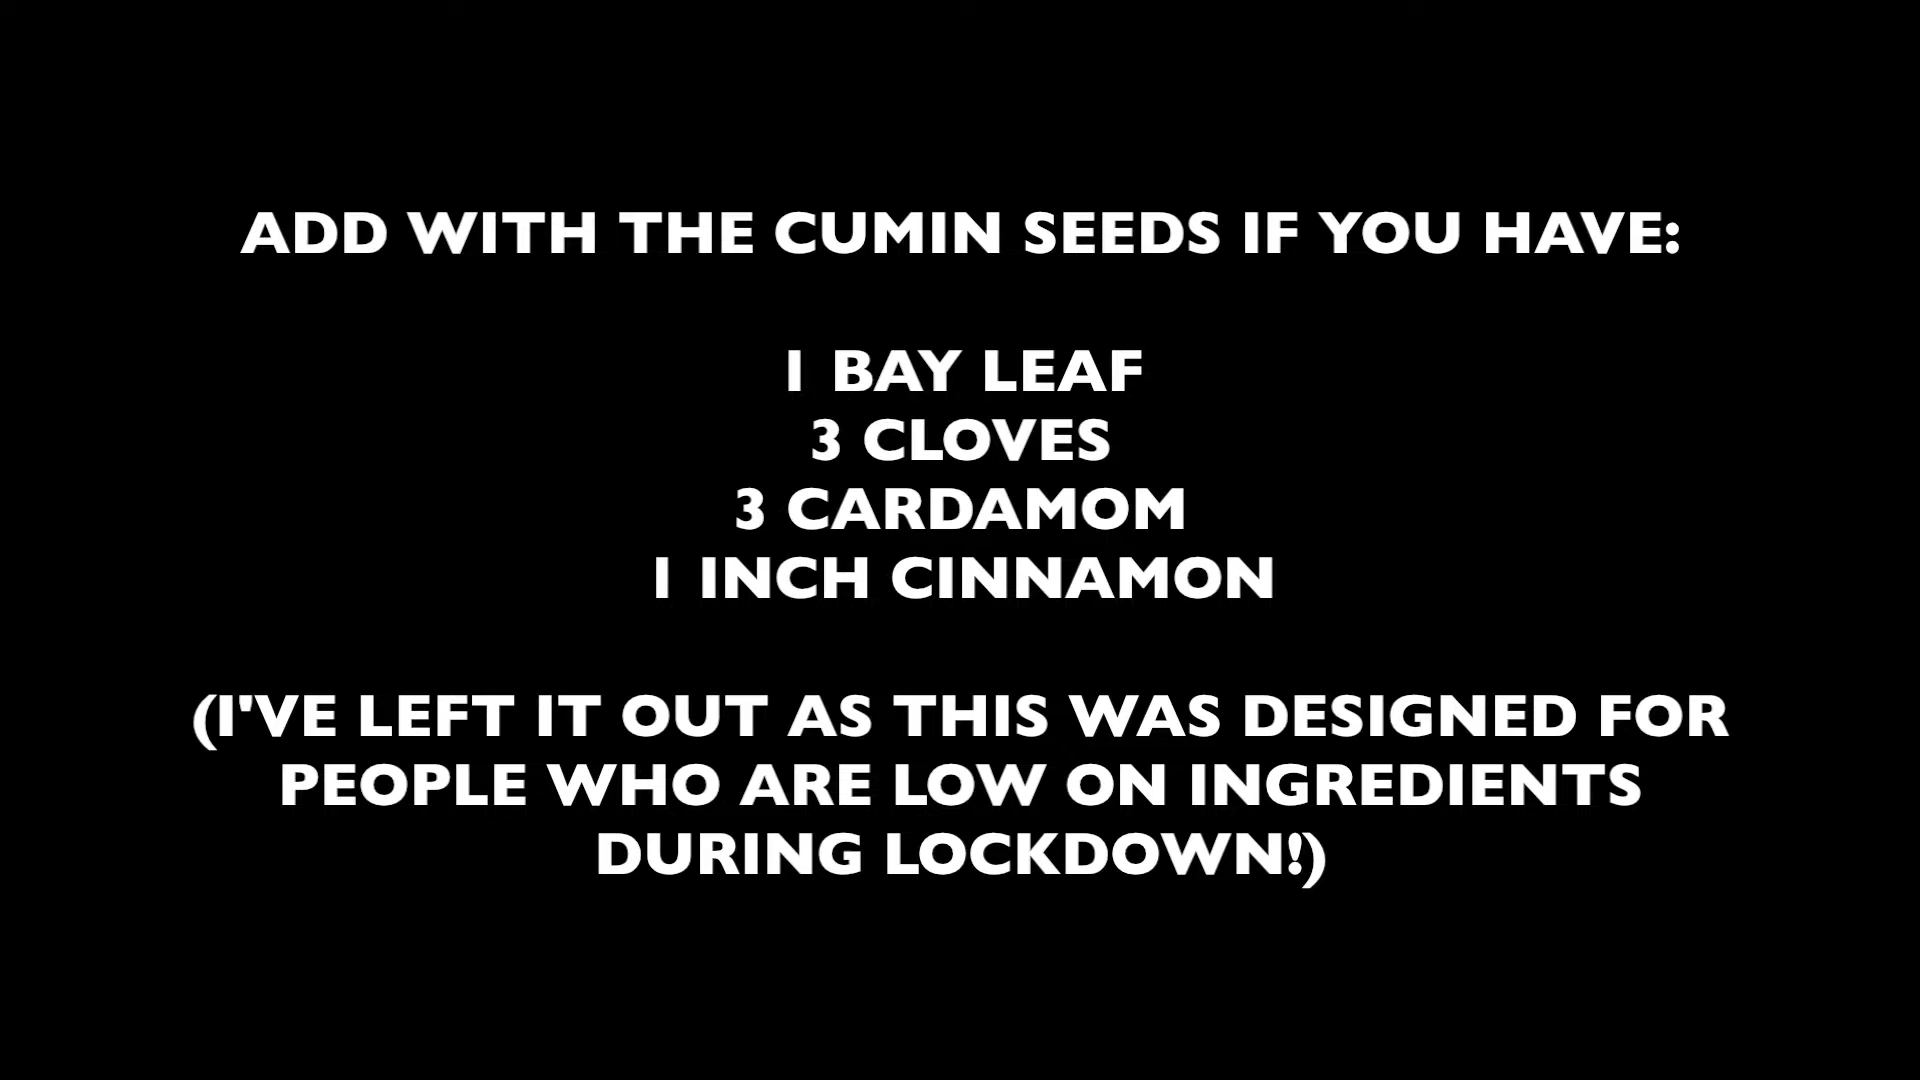 ADD WITH THE CUMIN SEEDS IF YOU HAVE:
1 BAY LEAF
3 CLOVES
3 CARDAMOM
1 INCH CINNAMON
(I'VE LEFT IT OUT AS THIS WAS DESIGNED FOR
PEOPLE WHO ARE LOW ON INGREDIENTS
DURING LOCKDOWN!)